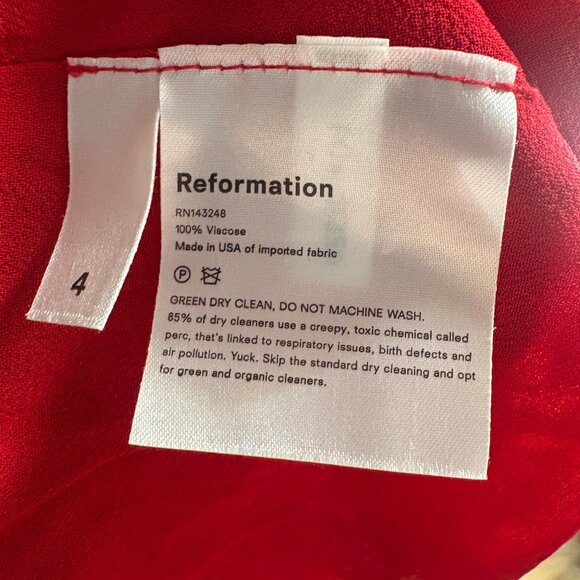 Reformation
RN143248
100% Viscose
Made in USA of imported fabric
P
GREEN DRY CLEAN, DO NOT MACHINE WASH.
85% of dry cleaners use a creepy, toxic chemical called
perc, that's linked to respiratory issues, birth defects and
air pollution. Yuck. Skip the standard dry cleaning and opt
for green and organic cleaners.
4